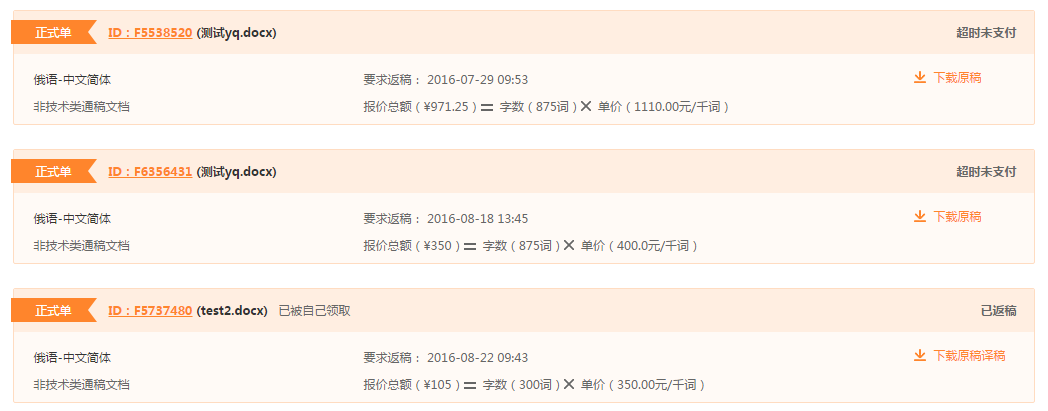 正式单 ID：F5538520 (测试yq.docx) 超时未支付
俄语-中文简体 要求返稿： 2016-07-29 09:53 下载原稿
非技术类通稿文档 报价总额（¥971.25）= 字数（875词）× 单价（1110.00元/千词）
正式单 ID：F6356431 (测试yq.docx) 超时未支付
俄语-中文简体 要求返稿： 2016-08-18 13:45 下载原稿
非技术类通稿文档 报价总额（¥350）= 字数（875词）× 单价（400.0元/千词）
正式单 ID：F5737480 (test2.docx) 已被自己领取 已返稿
俄语-中文简体 要求返稿： 2016-08-22 09:43 下载原稿译稿
非技术类通稿文档 报价总额（¥105）= 字数（300词）× 单价（350.00元/千词）